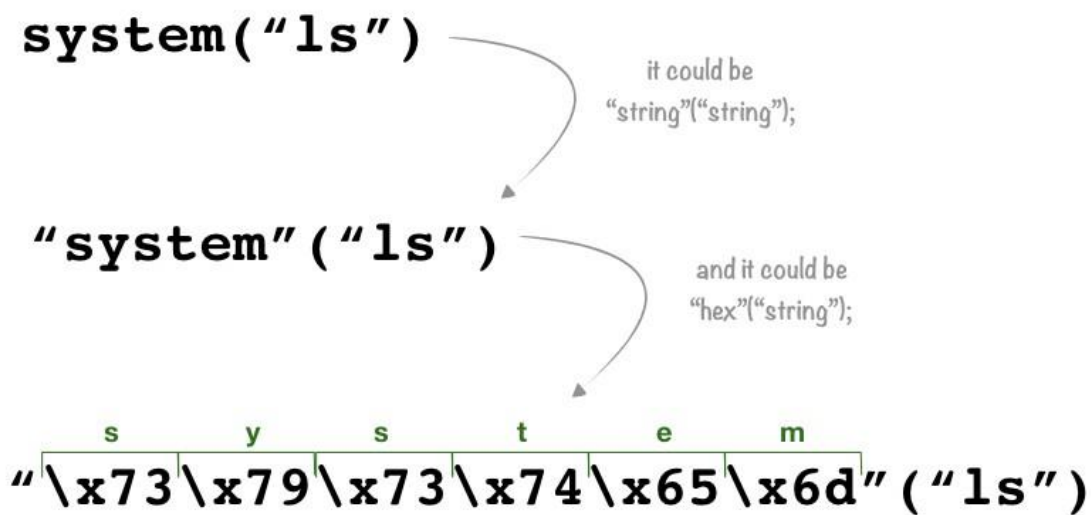 system(“ls”)
it could be
“string”(“string”);
“system”(“ls”)
and it could be
“hex”(“string”);
s y s t e m
“\x73\x79\x73\x74\x65\x6d”(“ls”)